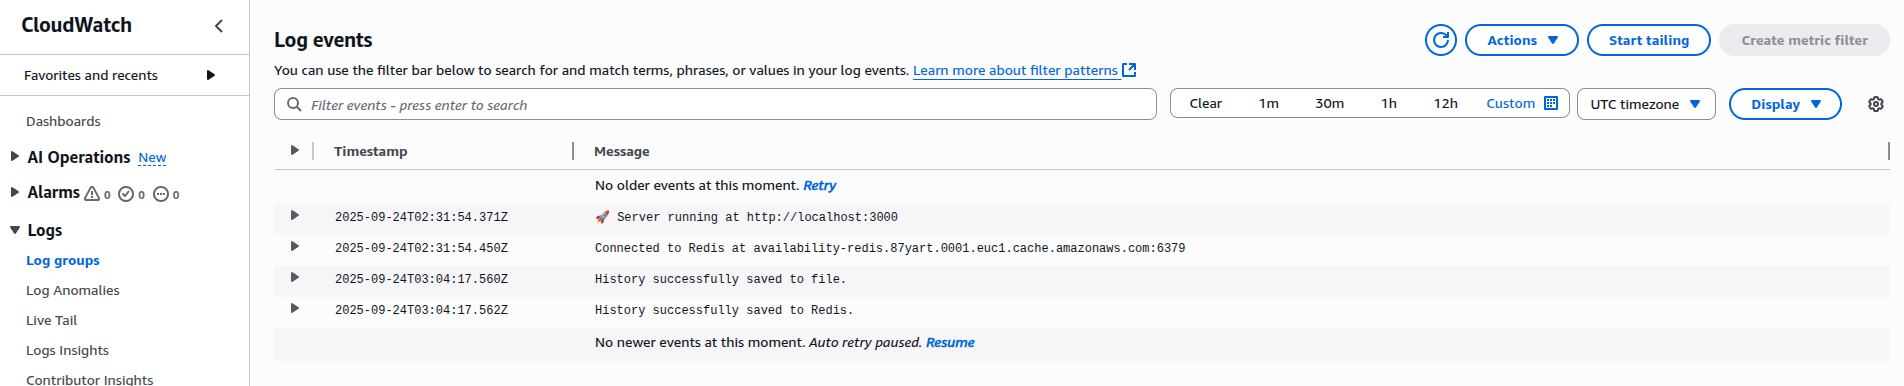 CloudWatch
Favorites and recents
Dashboards
AI Operations New
Alarms 0 0 0
Logs
Log groups
Log Anomalies
Live Tail
Logs Insights
Contributor Insights
Log events
Actions
Start tailing
Create metric filter
You can use the filter bar below to search for and match terms, phrases, or values in your log events. Learn more about filter patterns
Filter events - press enter to search
Clear 1m 30m 1h 12h Custom
UTC timezone
Display
Timestamp Message
No older events at this moment. Retry
2025-09-24T02:31:54.371Z 🚀 Server running at http://localhost:3000
2025-09-24T02:31:54.450Z Connected to Redis at availability-redis.87yart.0001.euc1.cache.amazonaws.com:6379
2025-09-24T03:04:17.560Z History successfully saved to file.
2025-09-24T03:04:17.562Z History successfully saved to Redis.
No newer events at this moment. Auto retry paused. Resume